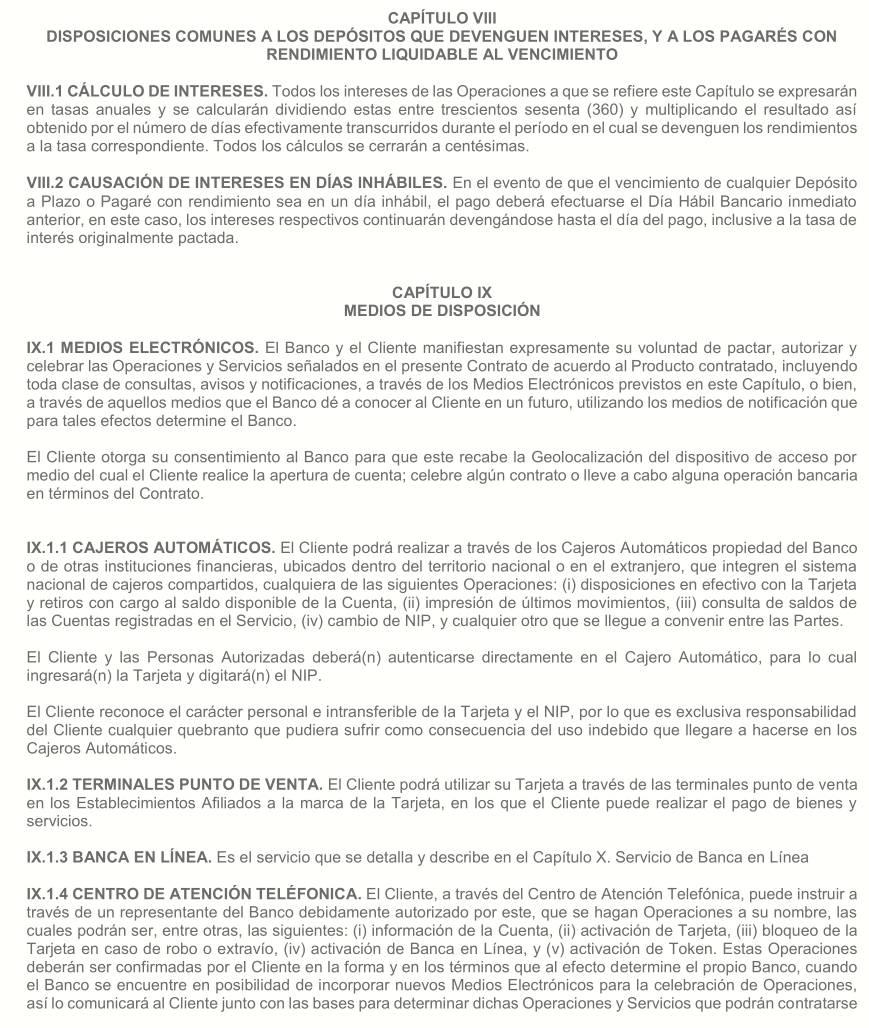 CAPÍTULO VIII
DISPOSICIONES COMUNES A LOS DEPÓSITOS QUE DEVENGUEN INTERESES, Y A LOS PAGARÉS CON
RENDIMIENTO LIQUIDABLE AL VENCIMIENTO
VIII.1 CÁLCULO DE INTERESES. Todos los intereses de las Operaciones a que se refiere este Capítulo se expresarán
en tasas anuales y se calcularán dividiendo estas entre trescientos sesenta (360) y multiplicando el resultado así
obtenido por el número de días efectivamente transcurridos durante el período en el cual se devenguen los rendimientos
a la tasa correspondiente. Todos los cálculos se cerrarán a centésimas.
VIII.2 CAUSACIÓN DE INTERESES EN DÍAS INHÁBILES. En el evento de que el vencimiento de cualquier Depósito
a Plazo o Pagaré con rendimiento sea en un día inhábil, el pago deberá efectuarse el Día Hábil Bancario inmediato
anterior, en este caso, los intereses respectivos continuarán devengándose hasta el día del pago, inclusive a la tasa de
interés originalmente pactada.
CAPÍTULO IX
MEDIOS DE DISPOSICIÓN
IX.1 MEDIOS ELECTRÓNICOS. El Banco y el Cliente manifiestan expresamente su voluntad de pactar, autorizar y
celebrar las Operaciones y Servicios señalados en el presente Contrato de acuerdo al Producto contratado, incluyendo
toda clase de consultas, avisos y notificaciones, a través de los Medios Electrónicos previstos en este Capítulo, o bien,
a través de aquellos medios que el Banco dé a conocer al Cliente en un futuro, utilizando los medios de notificación que
para tales efectos determine el Banco.
El Cliente otorga su consentimiento al Banco para que este recabe la Geolocalización del dispositivo de acceso por
medio del cual el Cliente realice la apertura de cuenta; celebre algún contrato o lleve a cabo alguna operación bancaria
en términos del Contrato.
IX.1.1 CAJEROS AUTOMÁTICOS. El Cliente podrá realizar a través de los Cajeros Automáticos propiedad del Banco
o de otras instituciones financieras, ubicados dentro del territorio nacional o en el extranjero, que integren el sistema
nacional de cajeros compartidos, cualquiera de las siguientes Operaciones: (i) disposiciones en efectivo con la Tarjeta
y retiros con cargo al saldo disponible de la Cuenta, (ii) impresión de últimos movimientos, (iii) consulta de saldos de
las Cuentas registradas en el Servicio, (iv) cambio de NIP, y cualquier otro que se llegue a convenir entre las Partes.
El Cliente y las Personas Autorizadas deberá(n) autenticarse directamente en el Cajero Automático, para lo cual
ingresará(n) la Tarjeta y digitará(n) el NIP.
El Cliente reconoce el carácter personal e intransferible de la Tarjeta y el NIP, por lo que es exclusiva responsabilidad
del Cliente cualquier quebranto que pudiera sufrir como consecuencia del uso indebido que llegare a hacerse en los
Cajeros Automáticos.
IX.1.2 TERMINALES PUNTO DE VENTA. El Cliente podrá utilizar su Tarjeta a través de las terminales punto de venta
en los Establecimientos Afiliados a la marca de la Tarjeta, en los que el Cliente puede realizar el pago de bienes y
servicios.
IX.1.3 BANCA EN LÍNEA. Es el servicio que se detalla y describe en el Capítulo X. Servicio de Banca en Línea
IX.1.4 CENTRO DE ATENCIÓN TELÉFONICA. El Cliente, a través del Centro de Atención Telefónica, puede instruir a
través de un representante del Banco debidamente autorizado por este, que se hagan Operaciones a su nombre, las
cuales podrán ser, entre otras, las siguientes: (i) información de la Cuenta, (ii) activación de Tarjeta, (iii) bloqueo de la
Tarjeta en caso de robo o extravío, (iv) activación de Banca en Línea, y (v) activación de Token. Estas Operaciones
deberán ser confirmadas por el Cliente en la forma y en los términos que al efecto determine el propio Banco, cuando
el Banco se encuentre en posibilidad de incorporar nuevos Medios Electrónicos para la celebración de Operaciones,
así lo comunicará al Cliente junto con las bases para determinar dichas Operaciones y Servicios que podrán contratarse